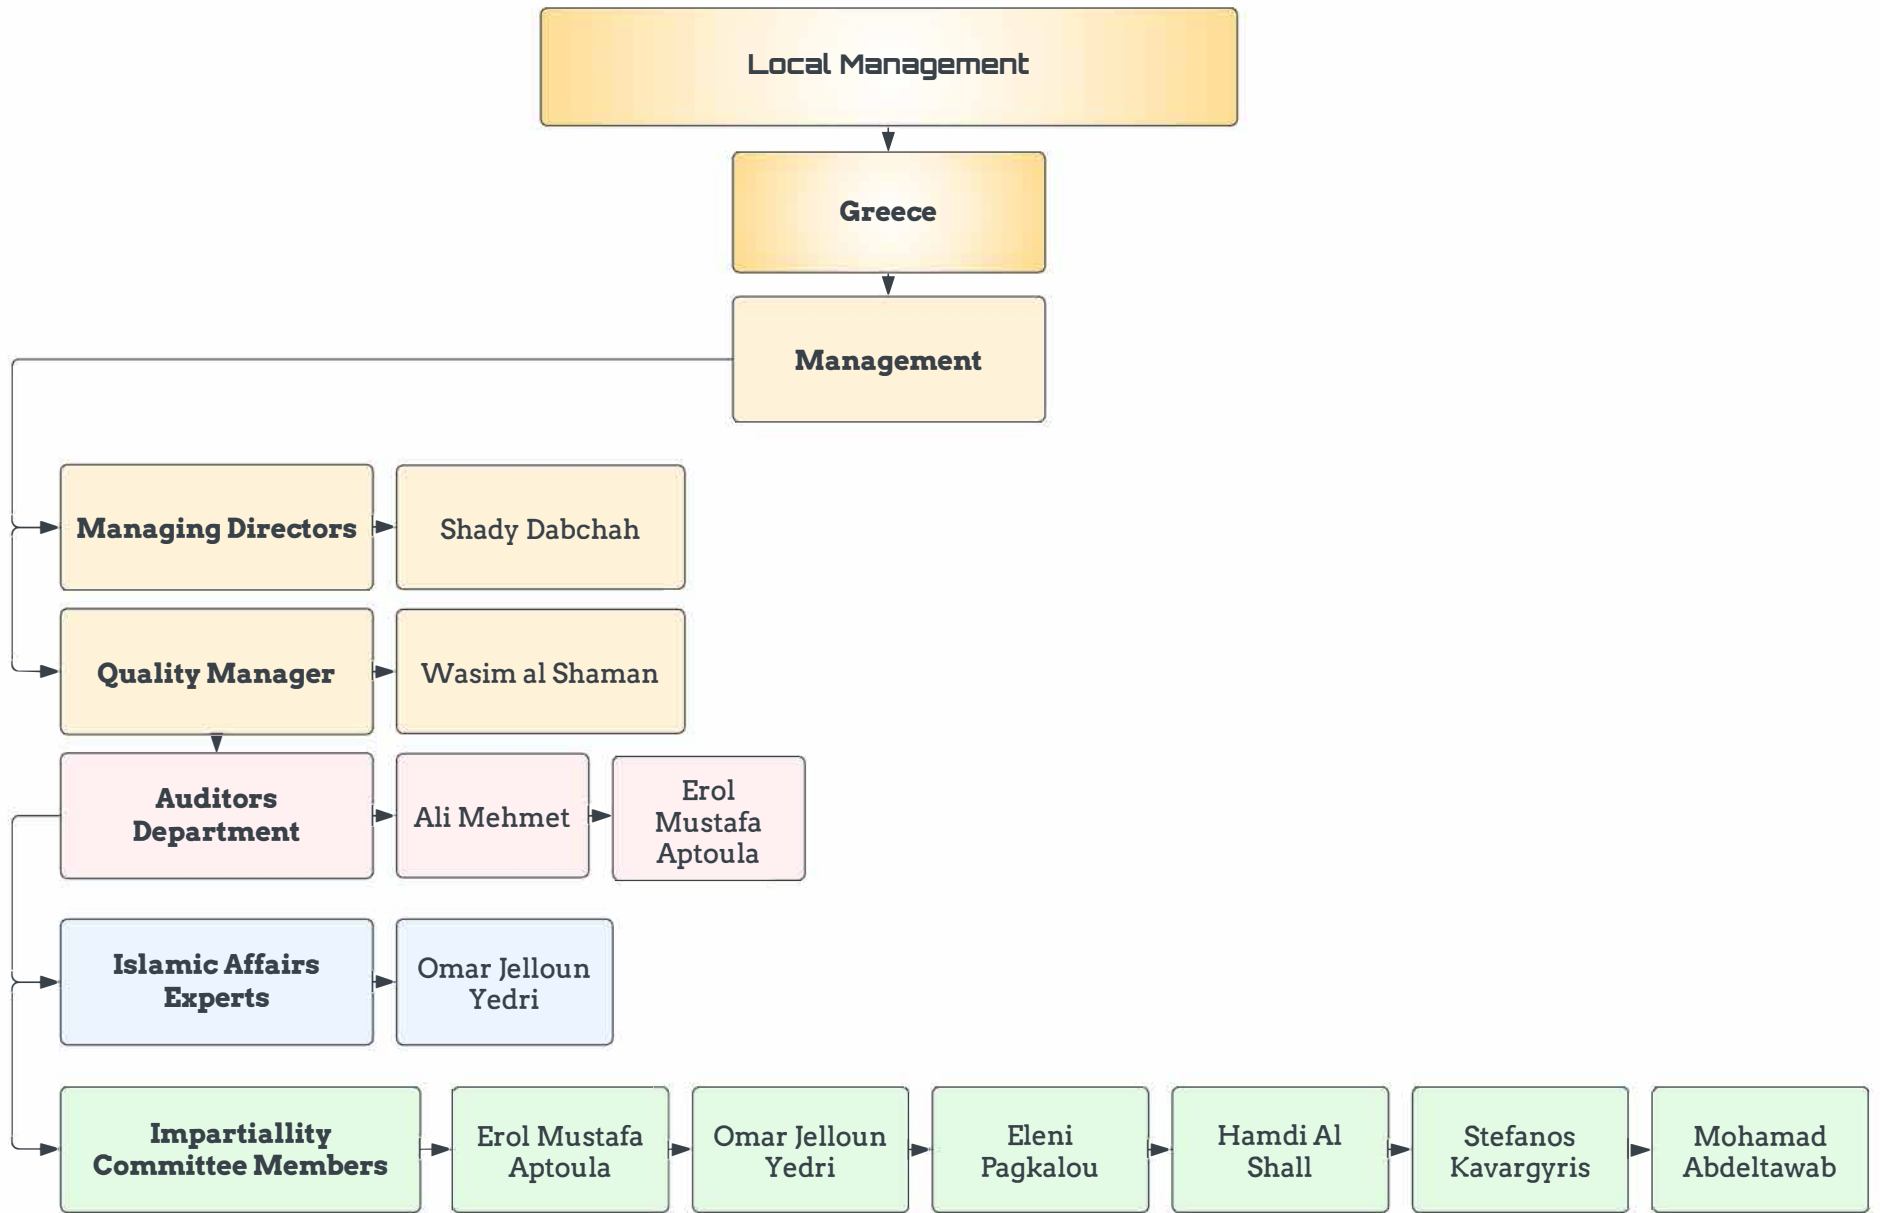 Local Management
Greece
Management
Managing Directors
Shady Dabchah
Quality Manager
Wasim al Shaman
Auditors
Department
Ali Mehmet
Erol
Mustafa
Aptoula
Islamic Affairs
Experts
Omar Jelloun
Yedri
Impartiallity
Committee Members
Erol Mustafa
Aptoula
Omar Jelloun
Yedri
Eleni
Pagkalou
Hamdi Al
Shall
Stefanos
Kavargyris
Mohamad
Abdeltawab